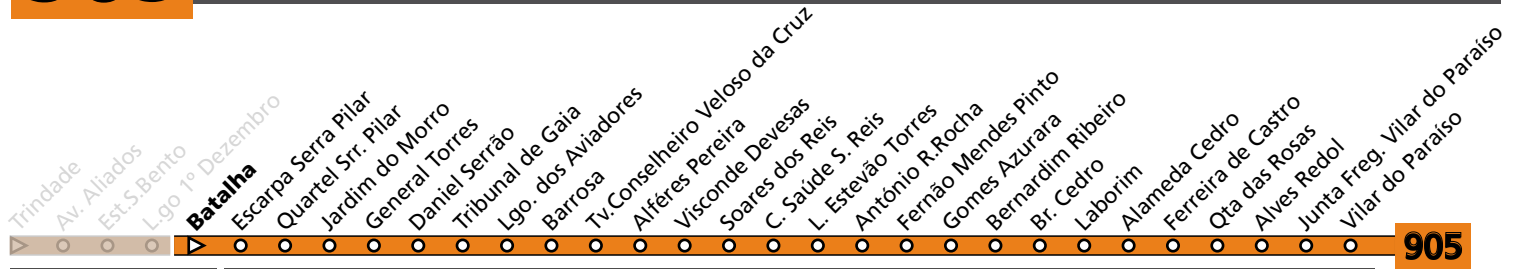 Trindade
Av. Aliados
Est.S.Bento
Lgo 1º Dezembro
Batalha
Escarpa Serra Pilar
Quartel Srr. Pilar
Jardim do Morro
General Torres
Daniel Serrão
Tribunal de Gaia
Lgo. dos Aviadores
Barrosa
Tv.Conselheiro Veloso da Cruz
Alféres Pereira
Visconde Devesas
Soares dos Reis
C. Saúde S. Reis
L. Estevão Torres
António R.Rocha
Fernão Mendes Pinto
Gomes Azurara
Bernardim Ribeiro
Br. Cedro
Laborim
Alameda Cedro
Ferreira de Castro
Qta das Rosas
Alves Redol
Junta Freg. Vilar do Paraíso
Vilar do Paraíso
905